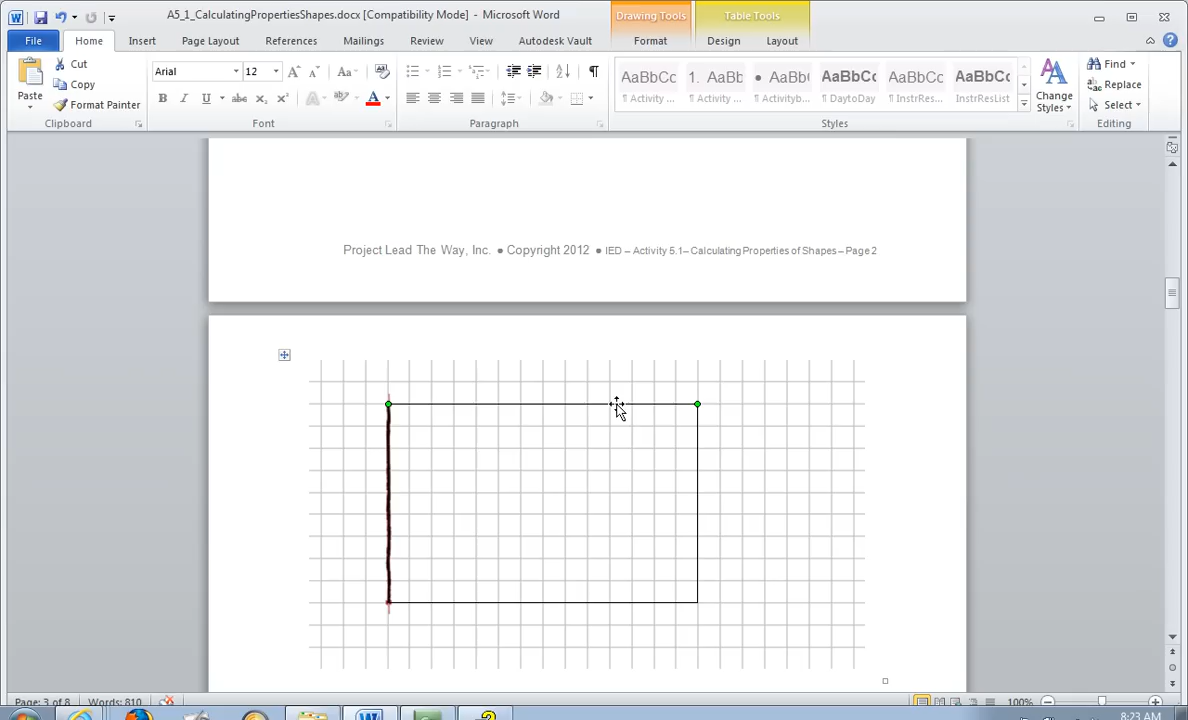 A5_1_CalculatingPropertiesShapes.docx [Compatibility Mode] - Microsoft Word
Drawing Tools
Table Tools
File Home Insert Page Layout References Mailings Review View Autodesk Vault Format Design Layout
Paste
Cut
Copy
Format Painter
Clipboard
Arial 12
Font
Paragraph
AaBbCc AaBb AaBb( AaBbCc AaBbCc AaBbCc
¶ Activity ... ¶ Activity ... ¶ Activityb... ¶ DaytoDay ¶ InstrRes... InstrResList
Styles
Change Styles
Find
Replace
Select
Editing
Project Lead The Way, Inc. ● Copyright 2012 ● IED – Activity 5.1– Calculating Properties of Shapes – Page 2
Page: 3 of 8 Words: 810 100%
8:23 AM